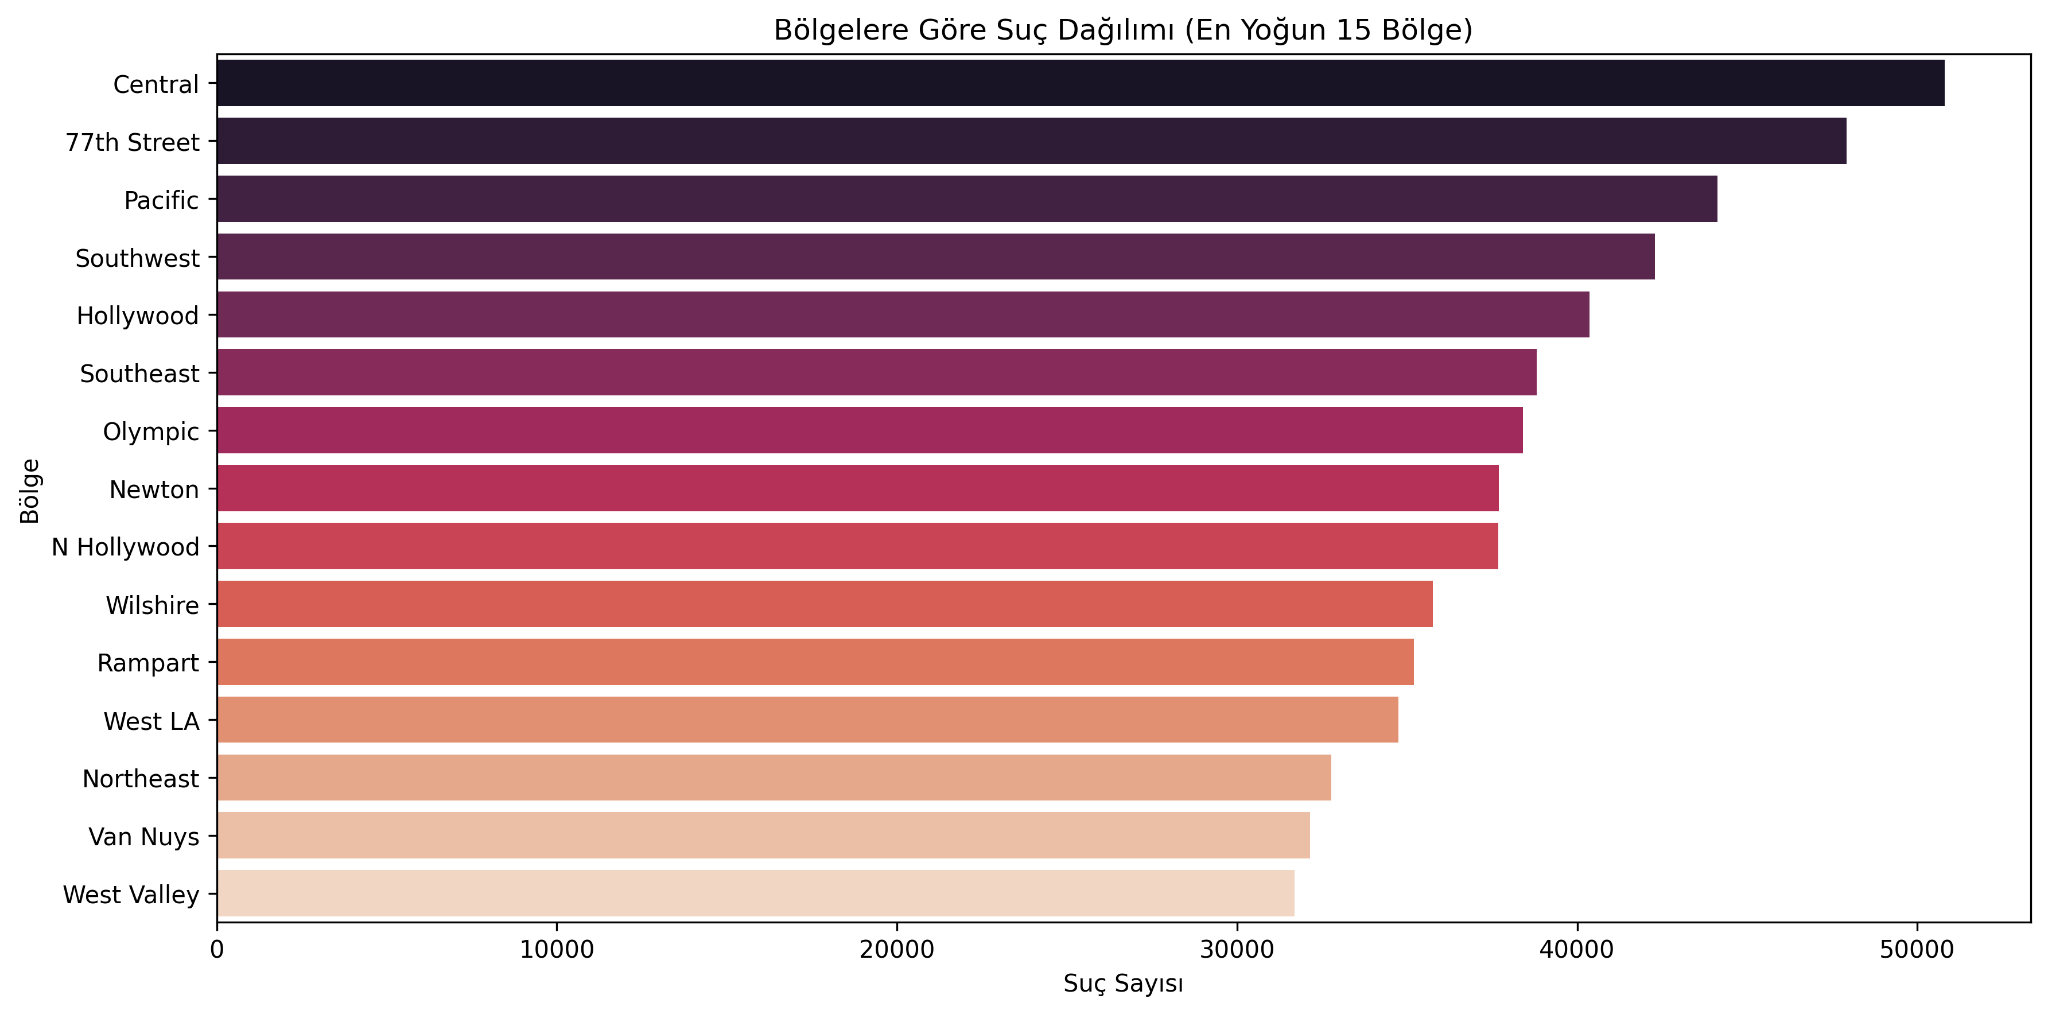 Bölgelere Göre Suç Dağılımı (En Yoğun 15 Bölge)
Bölge
Central
77th Street
Pacific
Southwest
Hollywood
Southeast
Olympic
Newton
N Hollywood
Wilshire
Rampart
West LA
Northeast
Van Nuys
West Valley
0 10000 20000 30000 40000 50000
Suç Sayısı